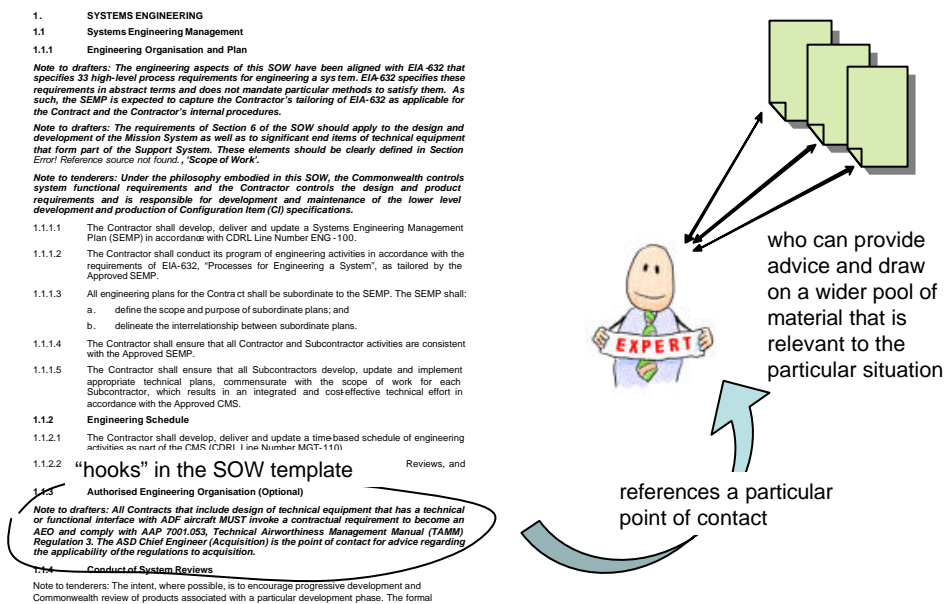 1. SYSTEMS ENGINEERING
1.1 Systems Engineering Management
1.1.1 Engineering Organisation and Plan
Note to drafters: The engineering aspects of this SOW have been aligned with EIA-632 that
specifies 33 high-level process requirements for engineering a system. EIA-632 specifies these
requirements in abstract terms and does not mandate particular methods to satisfy them. As
such, the SEMP is expected to capture the Contractor's tailoring of EIA-632 as applicable for
the Contract and the Contractor's internal procedures.
Note to drafters: The requirements of Section 6 of the SOW should apply to the design and
development of the Mission System as well as to significant end items of technical equipment
that form part of the Support System. These elements should be clearly defined in Section
Error! Reference source not found. , 'Scope of Work'.
Note to tenderers: Under the philosophy embodied in this SOW, the Commonwealth controls
system functional requirements and the Contractor controls the design and product
requirements and is responsible for development and maintenance of the lower level
development and production of Configuration Item (CI) specifications.
1.1.1.1 The Contractor shall develop, deliver and update a Systems Engineering Management
Plan (SEMP) in accordance with CDRL Line Number ENG-100.
1.1.1.2 The Contractor shall conduct its program of engineering activities in accordance with the
requirements of EIA-632, "Processes for Engineering a System", as tailored by the
Approved SEMP.
1.1.1.3 All engineering plans for the Contract shall be subordinate to the SEMP. The SEMP shall:
a. define the scope and purpose of subordinate plans; and
b. delineate the interrelationship between subordinate plans.
1.1.1.4 The Contractor shall ensure that all Contractor and Subcontractor activities are consistent
with the Approved SEMP.
1.1.1.5 The Contractor shall ensure that all Subcontractors develop, update and implement
appropriate technical plans, commensurate with the scope of work for each
Subcontractor, which results in an integrated and cost-effective technical effort in
accordance with the Approved CMS.
1.1.2 Engineering Schedule
1.1.2.1 The Contractor shall develop, deliver and update a time-based schedule of engineering
activities as part of the CMS (CDRL Line Number MGT-110)
1.1.2.2 "hooks" in the SOW template Reviews, and
1.1.3 Authorised Engineering Organisation (Optional)
Note to drafters: All Contracts that include design of technical equipment that has a technical
or functional interface with ADF aircraft MUST invoke a contractual requirement to become an
AEO and comply with AAP 7001.053, Technical Airworthiness Management Manual (TAMM)
Regulation 3. The ASD Chief Engineer (Acquisition) is the point of contact for advice regarding
the applicability of the regulations to acquisition.
1.1.4 Conduct of System Reviews
Note to tenderers: The intent, where possible, is to encourage progressive development and
Commonwealth review of products associated with a particular development phase. The formal
who can provide
advice and draw
on a wider pool of
material that is
relevant to the
particular situation
EXPERT
references a particular
point of contact